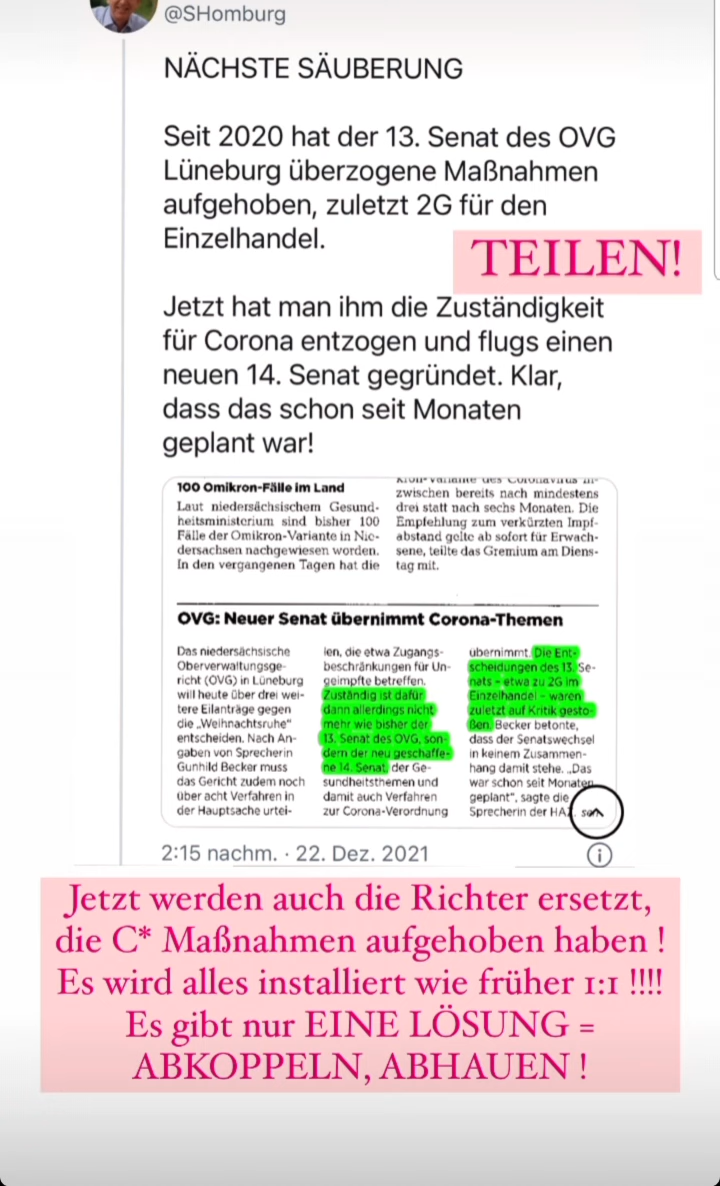 @SHomburg
NÄCHSTE SÄUBERUNG
Seit 2020 hat der 13. Senat des OVG
Lüneburg überzogene Maßnahmen
aufgehoben, zuletzt 2G für den
Einzelhandel.
TEILEN!
Jetzt hat man ihm die Zuständigkeit
für Corona entzogen und flugs einen
neuen 14. Senat gegründet. Klar,
dass das schon seit Monaten
geplant war!
100 Omikron-Fälle im Land
Laut niedersächsischem Gesund-
heitsministerium sind bisher 100
Fälle der Omikron-Variante in Nie-
dersachsen nachgewiesen worden.
In den vergangenen Tagen hat die
kron-Variante des Coronavirus in-
zwischen bereits nach mindestens
drei statt nach sechs Monaten. Die
Empfehlung zum verkürzten Impf-
abstand gelte ab sofort für Erwach-
sene, teilte das Gremium am Diens-
tag mit.
OVG: Neuer Senat übernimmt Corona-Themen
Das niedersächsische
Oberverwaltungsge-
richt (OVG) in Lüneburg
will heute über drei wei-
tere Eilanträge gegen
die „Weihnachtsruhe“
entscheiden. Nach An-
gaben von Sprecherin
Gunhild Becker muss
das Gericht zudem noch
über acht Verfahren in
der Hauptsache urtei-
len, die etwa Zugangs-
beschränkungen für Un-
geimpfte betreffen.
Zuständig ist dafür
dann allerdings nicht
mehr wie bisher der
13. Senat des OVG, son-
dern der neu geschaffe-
ne 14. Senat, der Ge-
sundheitsthemen und
damit auch Verfahren
zur Corona-Verordnung
übernimmt. Die Ent-
scheidungen des 13. Se-
nats – etwa zu 2G im
Einzelhandel – waren
zuletzt auf Kritik gesto-
ßen. Becker betonte,
dass der Senatswechsel
in keinem Zusammen-
hang damit stehe. „Das
war schon seit Monaten
geplant“, sagte die
Sprecherin der HAZ.
2:15 nachm. · 22. Dez. 2021
Jetzt werden auch die Richter ersetzt,
die C* Maßnahmen aufgehoben haben !
Es wird alles installiert wie früher 1:1 !!!!
Es gibt nur EINE LÖSUNG =
ABKOPPELN, ABHAUEN !